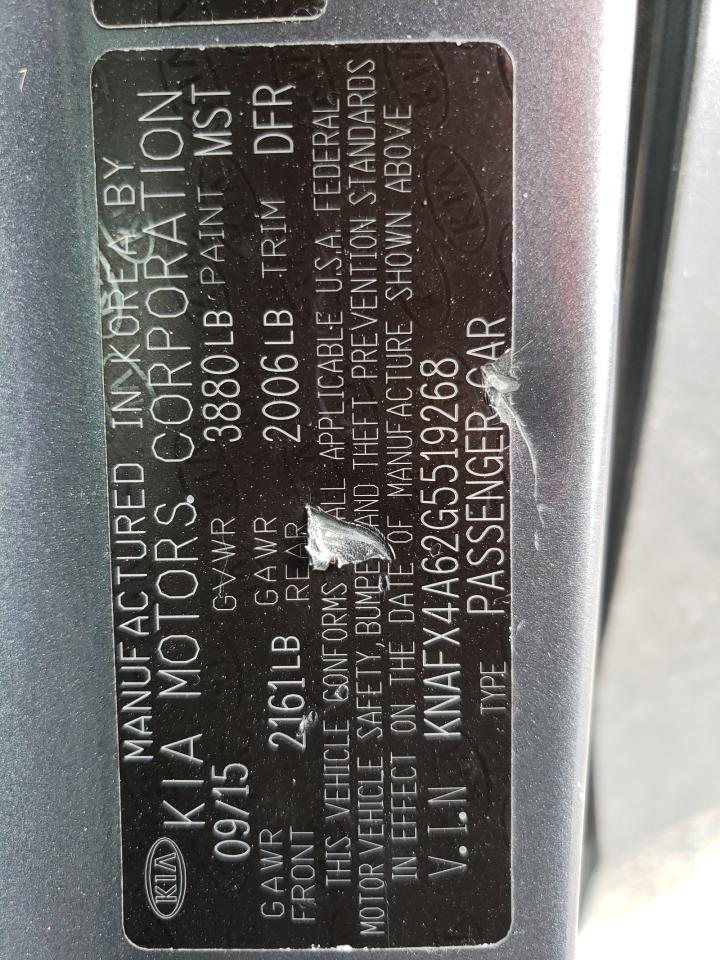 MANUFACTURED IN KOREA BY
KIA KIA MOTORS CORPORATION
09/15 GVWR 3880LB PAINT MST
GAWR FRONT 2161LB GAWR REAR 2006LB TRIM DFR
THIS VEHICLE CONFORMS ALL APPLICABLE U.S.A. FEDERAL
MOTOR VEHICLE SAFETY, BUMPE AND THEFT PREVENTION STANDARDS
IN EFFECT ON THE DATE OF MANUFACTURE SHOWN ABOVE
V.I.N KNAFX4A62G5519268
TYPE PASSENGER CAR